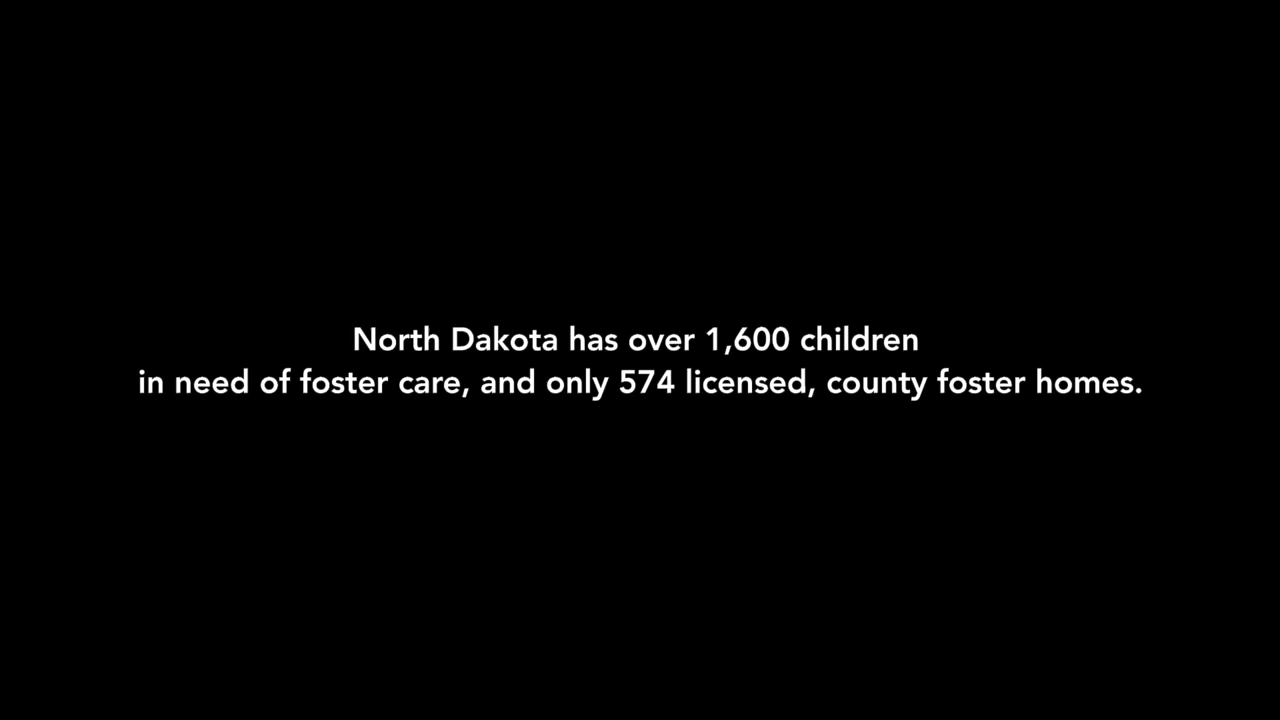 North Dakota has over 1,600 children
in need of foster care, and only 574 licensed, county foster homes.